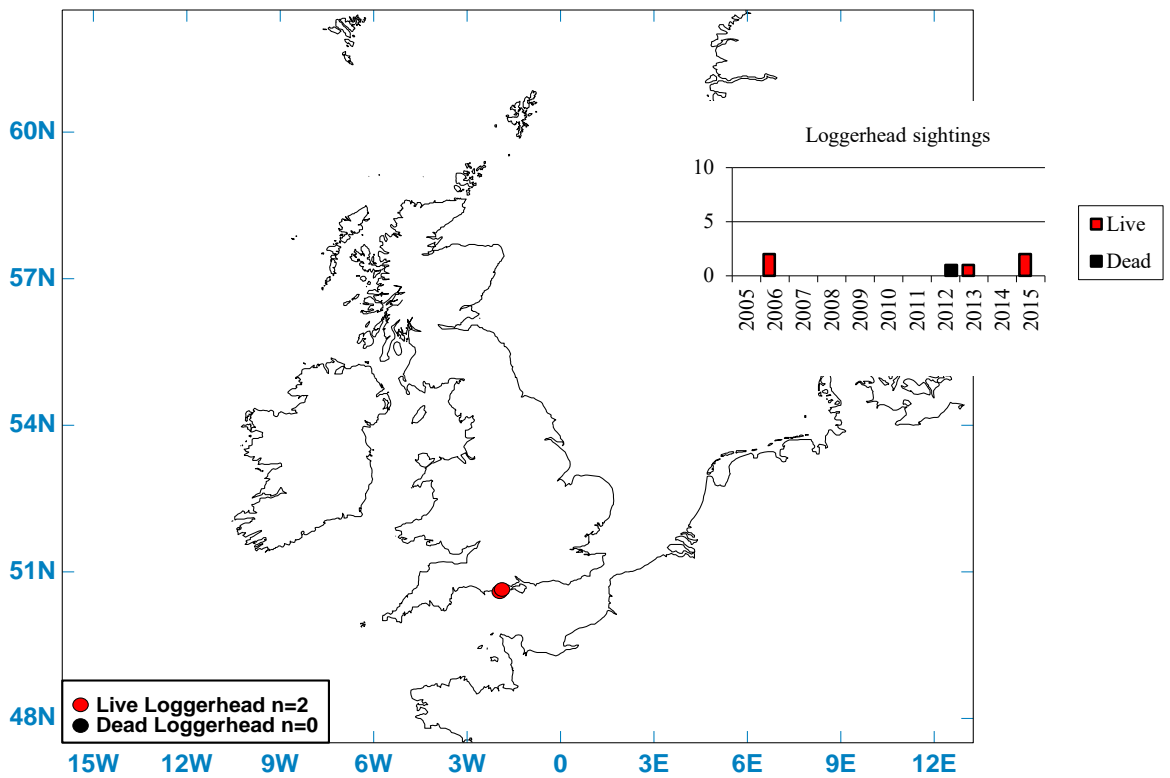 60N
57N
54N
51N
48N
15W 12W 9W 6W 3W 0 3E 6E 9E 12E
Loggerhead sightings
10
5
0
2005 2006 2007 2008 2009 2010 2012 2013 2014 2015
Live
Dead
Live Loggerhead n=2
Dead Loggerhead n=0